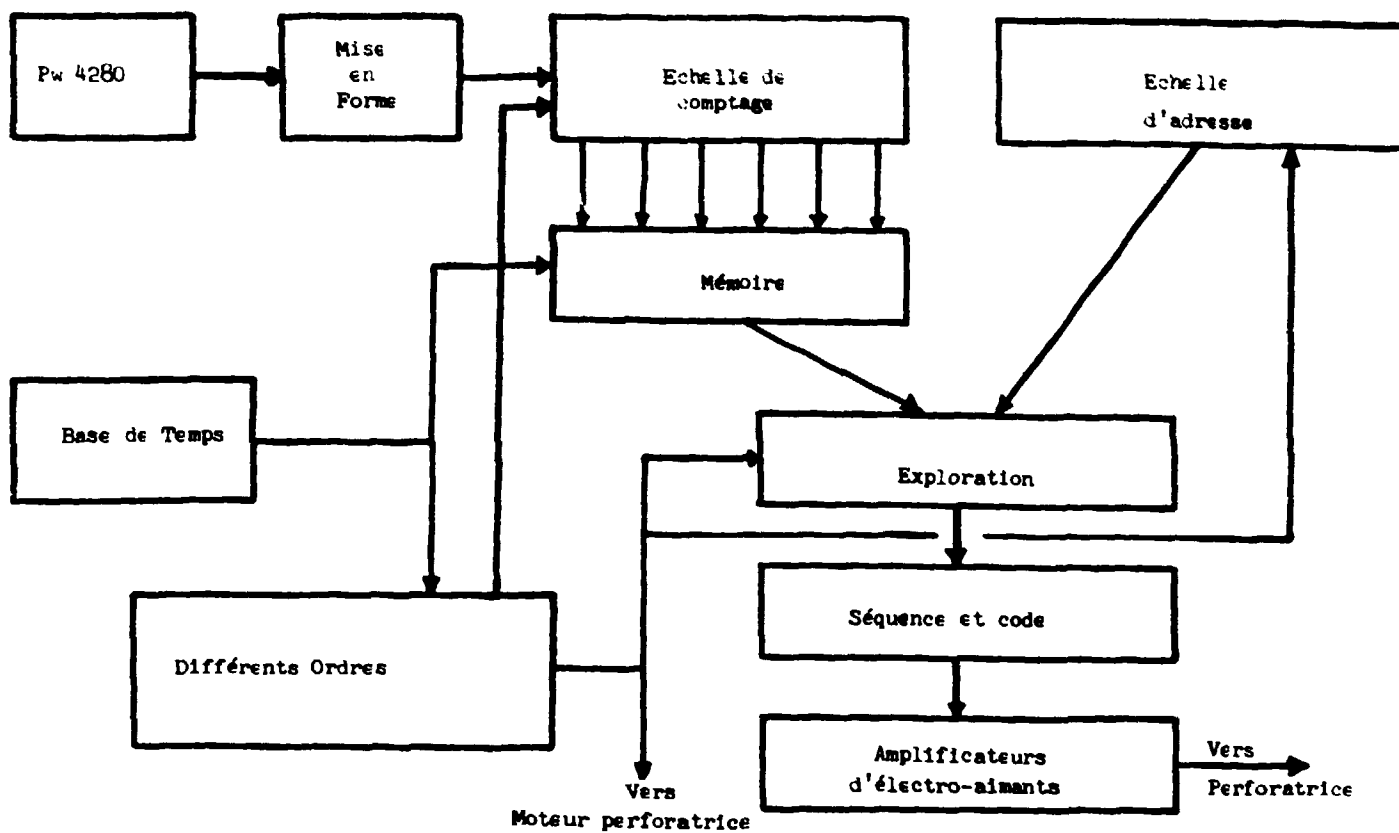 Pw 4280
Mise
en
Forme
Echelle de
comptage
Echelle
d'adresse
Mémoire
Base de Temps
Exploration
Séquence et code
Différents Ordres
Amplificateurs
d'électro-aimants
Vers
Perforatrice
Vers
Moteur perforatrice